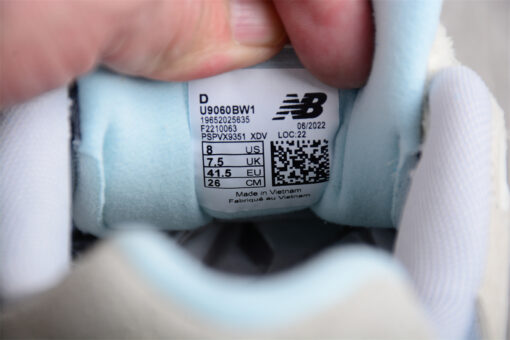 D
U9060BW1
NB
19652025635
F2210063
06/2022
PSPVX9351 XDV
LOC:22
8 US
7.5 UK
41.5 EU
26 CM
Made in Vietnam
Fabriqué au Vietnam